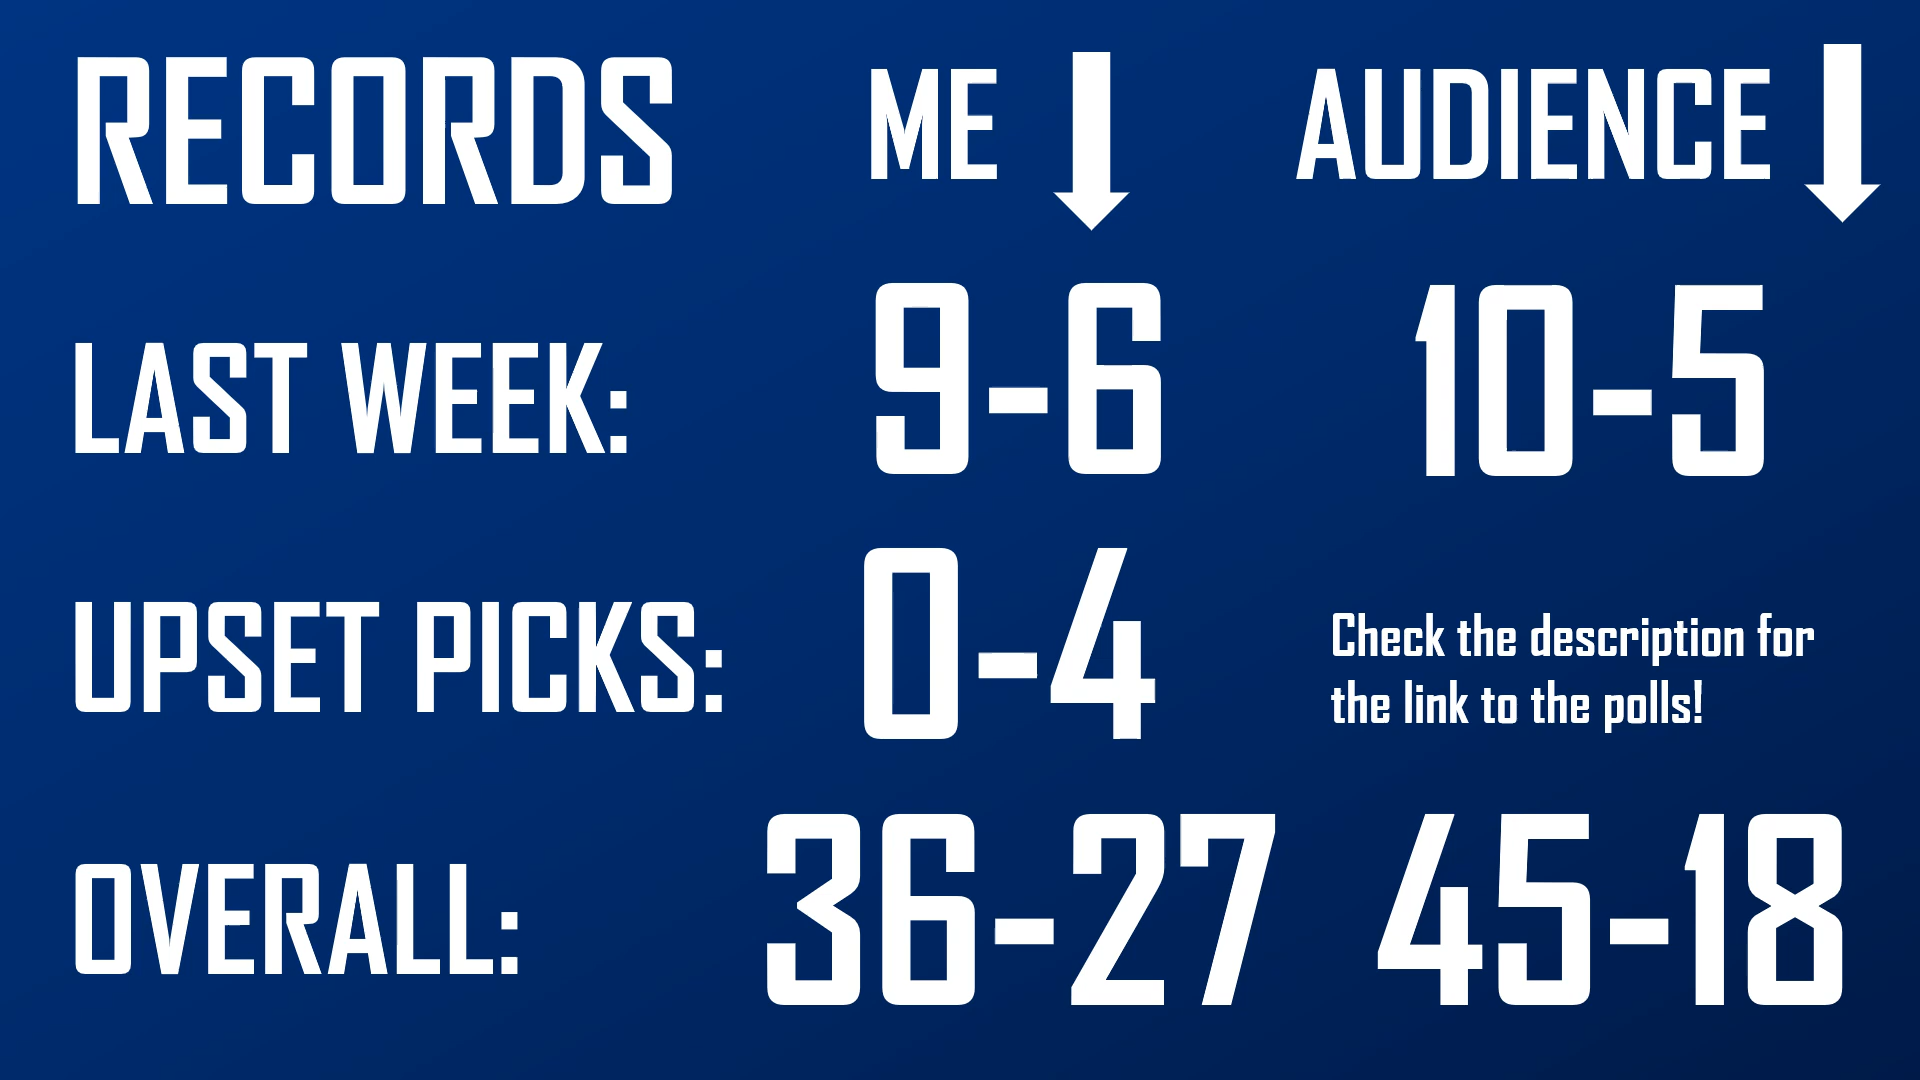 RECORDS ME AUDIENCE
LAST WEEK: 9-6 10-5
UPSET PICKS: 0-4 Check the description for
the link to the polls!
OVERALL: 36-27 45-18